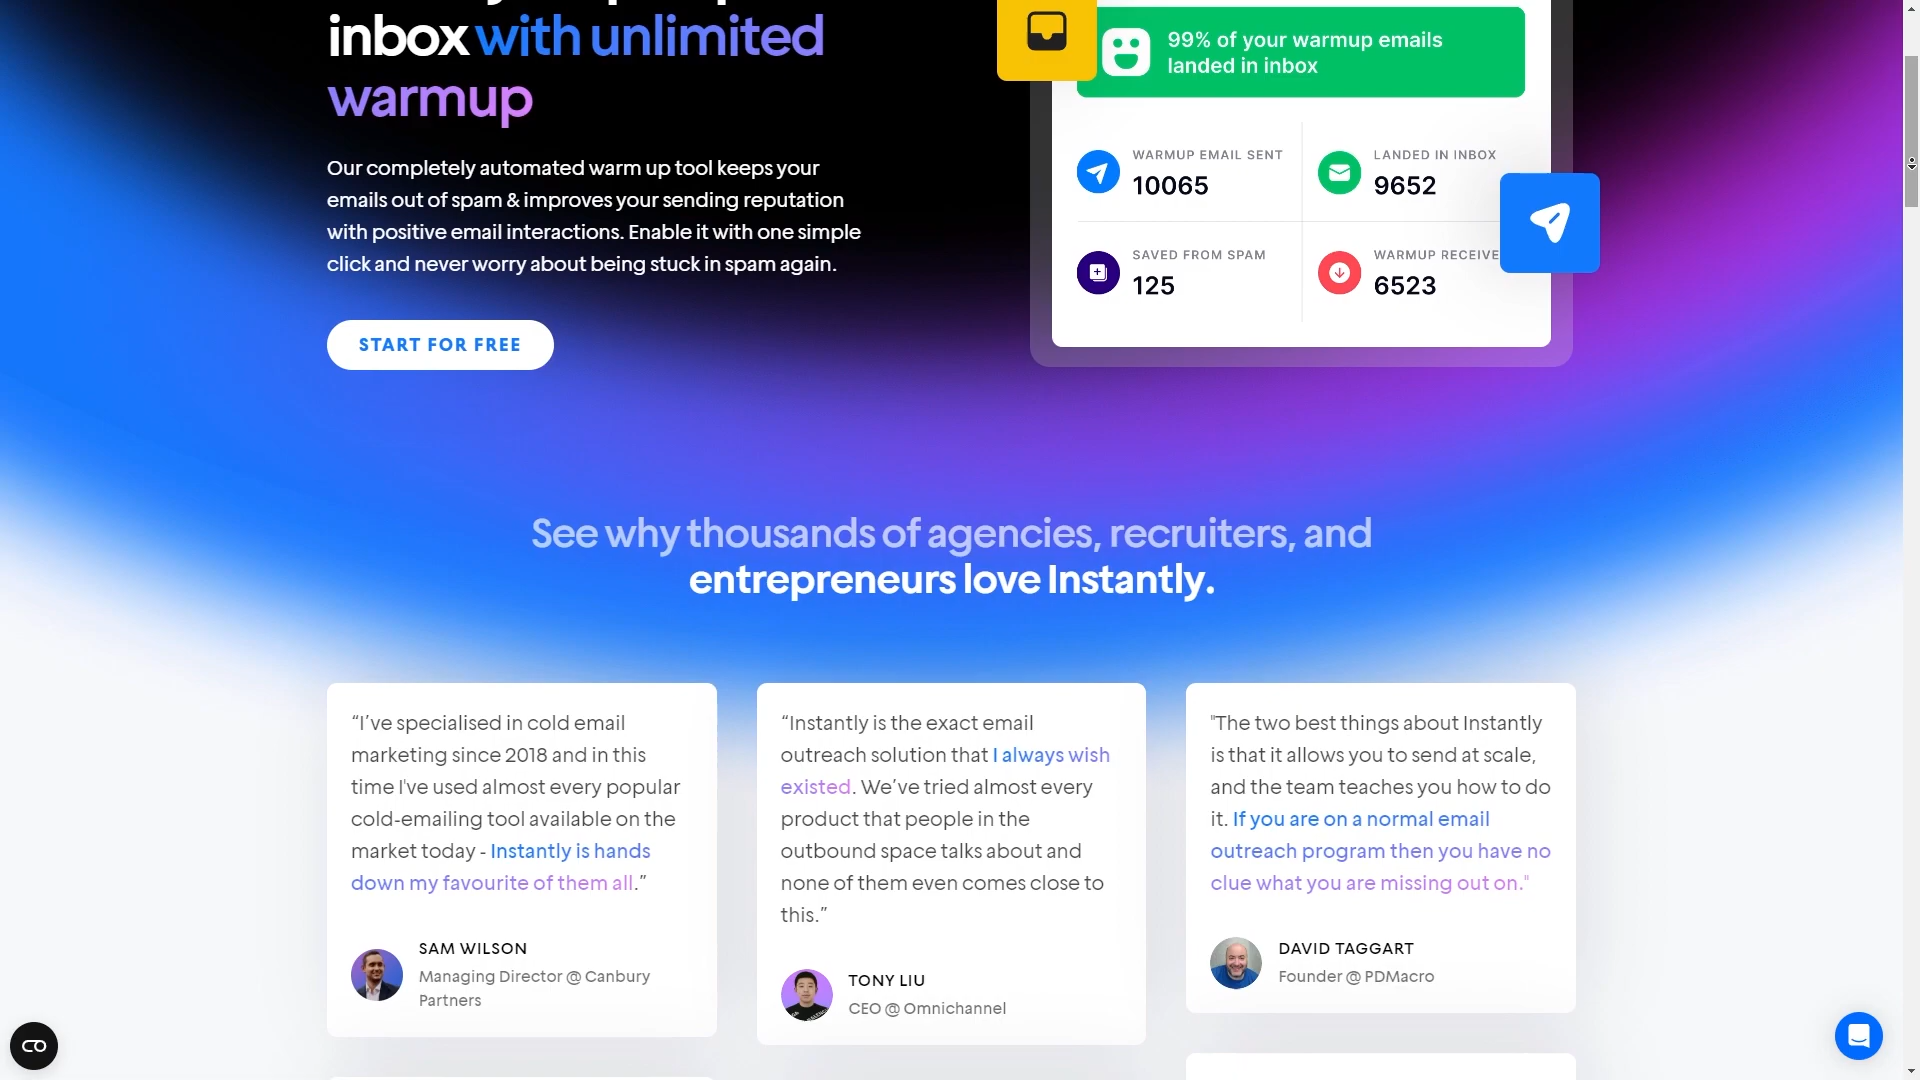 inbox with unlimited
warmup
Our completely automated warm up tool keeps your
emails out of spam & improves your sending reputation
with positive email interactions. Enable it with one simple
click and never worry about being stuck in spam again.
START FOR FREE
99% of your warmup emails
landed in inbox
WARMUP EMAIL SENT
10065
LANDED IN INBOX
9652
SAVED FROM SPAM
125
WARMUP RECEIVE
6523
See why thousands of agencies, recruiters, and
entrepreneurs love Instantly.
“I’ve specialised in cold email
marketing since 2018 and in this
time I've used almost every popular
cold-emailing tool available on the
market today - Instantly is hands
down my favourite of them all.”
SAM WILSON
Managing Director @ Canbury
Partners
“Instantly is the exact email
outreach solution that I always wish
existed. We’ve tried almost every
product that people in the
outbound space talks about and
none of them even comes close to
this.”
TONY LIU
CEO @ Omnichannel
"The two best things about Instantly
is that it allows you to send at scale,
and the team teaches you how to do
it. If you are on a normal email
outreach program then you have no
clue what you are missing out on."
DAVID TAGGART
Founder @ PDMacro